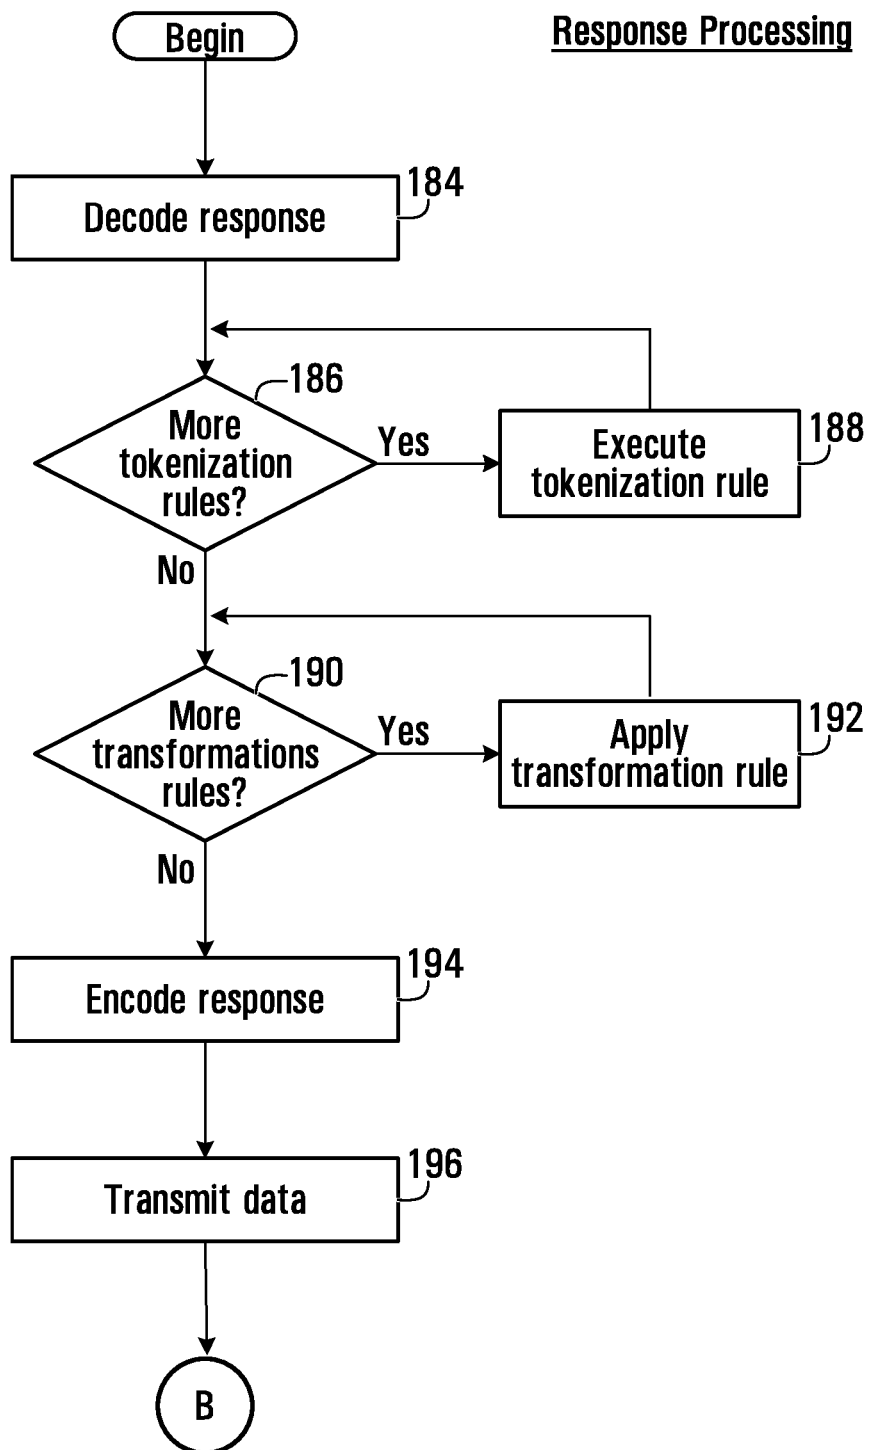 Begin
Response Processing
184
Decode response
186
More
tokenization
rules?
Yes
188
Execute
tokenization rule
No
190
More
transformations
rules?
Yes
192
Apply
transformation rule
No
194
Encode response
196
Transmit data
B